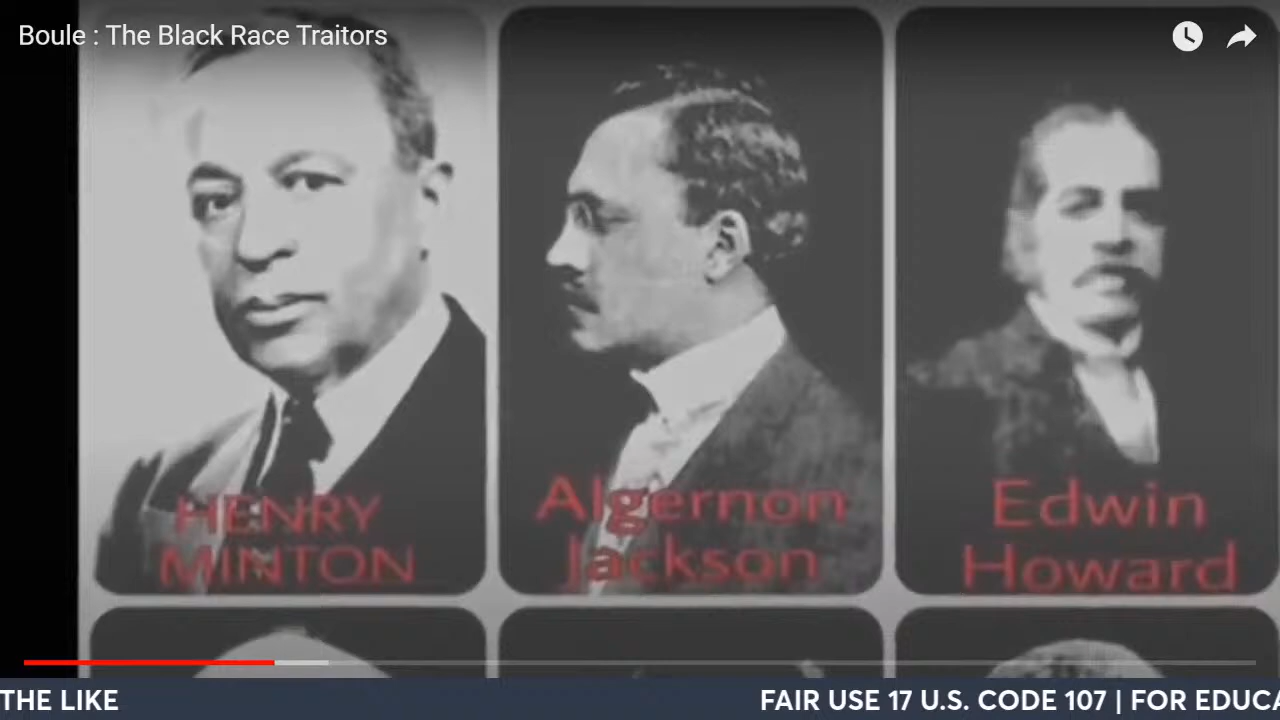 Boule : The Black Race Traitors
HENRY
MINTON
Algernon
Jackson
Edwin
Howard
THE LIKE
FAIR USE 17 U.S. CODE 107 | FOR EDUCA